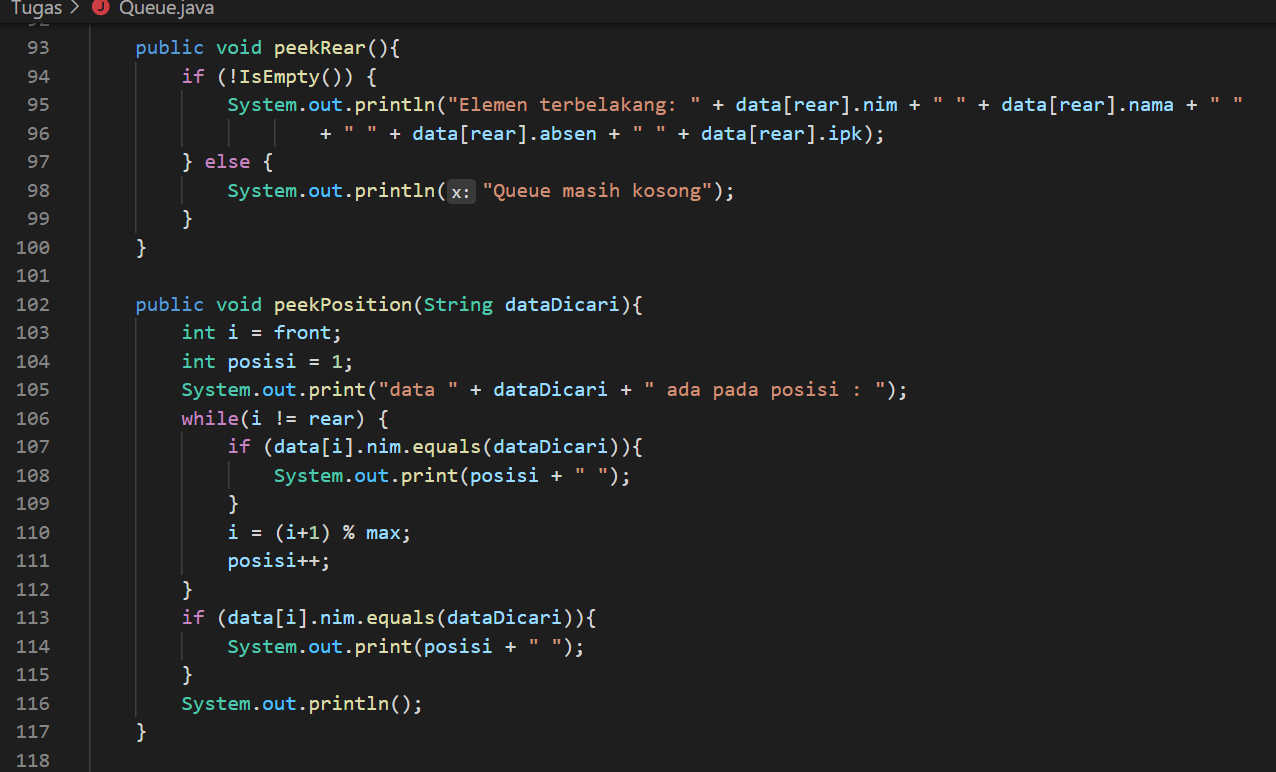 Tugas > J Queue.java
92
93 public void peekRear(){
94 if (!IsEmpty()) {
95 System.out.println("Elemen terbelakang: " + data[rear].nim + " " + data[rear].nama + " "
96 + " " + data[rear].absen + " " + data[rear].ipk);
97 } else {
98 System.out.println(x: "Queue masih kosong");
99 }
100 }
101
102 public void peekPosition(String dataDicari){
103 int i = front;
104 int posisi = 1;
105 System.out.print("data " + dataDicari + " ada pada posisi : ");
106 while(i != rear) {
107 if (data[i].nim.equals(dataDicari)){
108 System.out.print(posisi + " ");
109 }
110 i = (i+1) % max;
111 posisi++;
112 }
113 if (data[i].nim.equals(dataDicari)){
114 System.out.print(posisi + " ");
115 }
116 System.out.println();
117 }
118